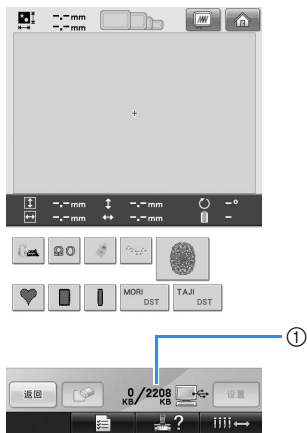 -.-mm
-.-mm
-.-mm -.-mm -°
-.-mm -.-mm -
MORI DST TAJI DST
①
返回 0/2208 KB KB 设置
?